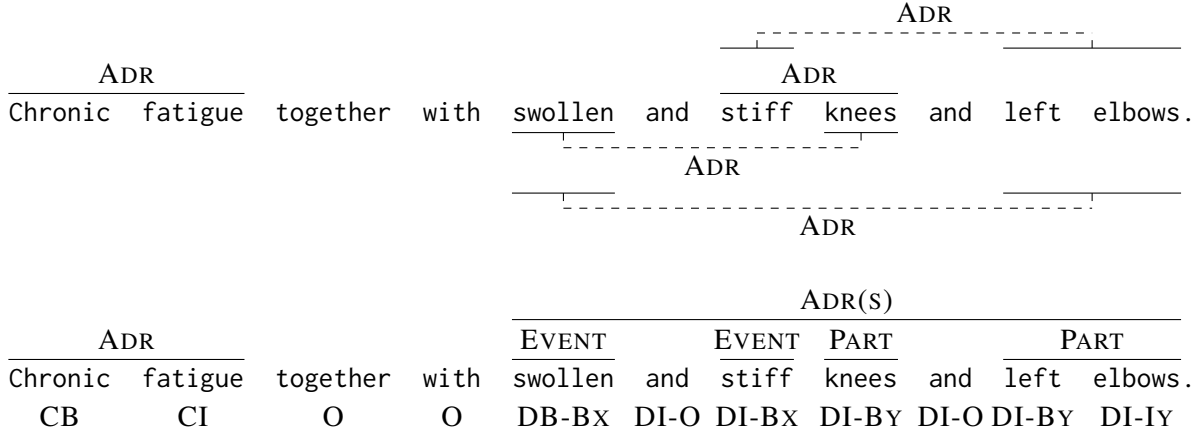 ADR
ADR ADR
Chronic fatigue together with swollen and stiff knees and left elbows.
ADR
ADR
ADR(S)
ADR EVENT EVENT PART PART
Chronic fatigue together with swollen and stiff knees and left elbows.
CB CI O O DB-BX DI-O DI-BX DI-BY DI-O DI-BY DI-IY